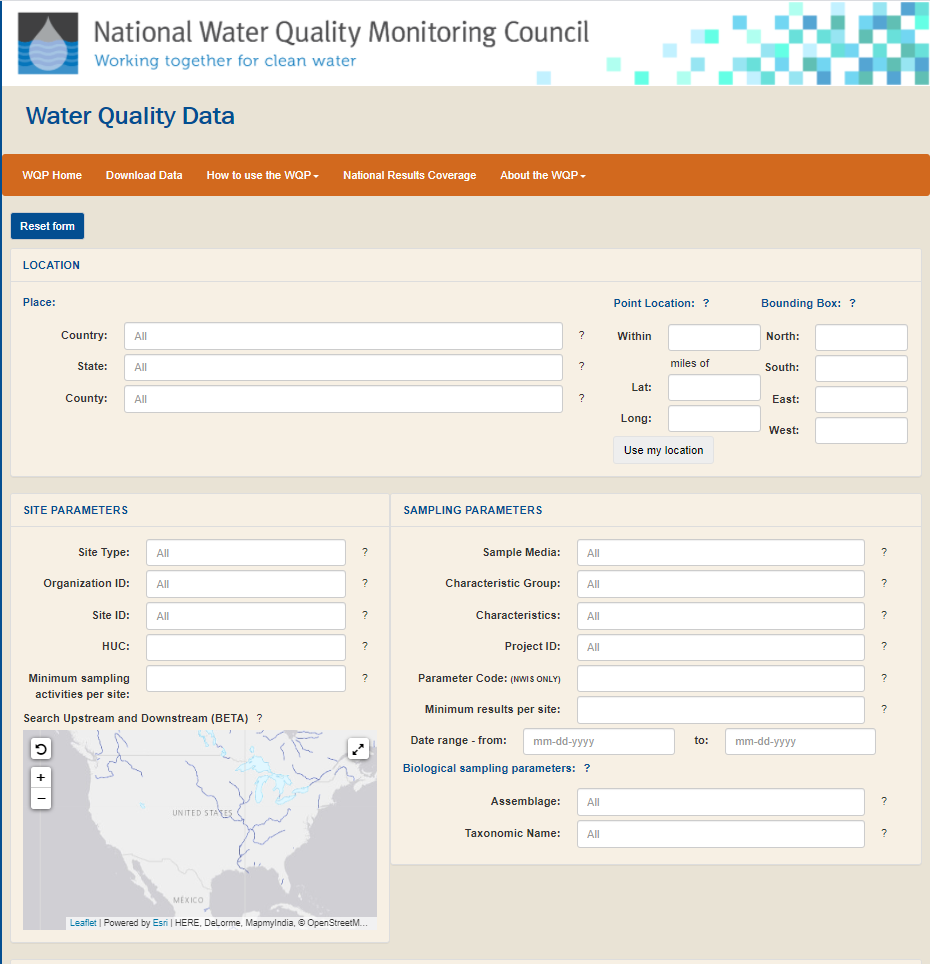 National Water Quality Monitoring Council
Working together for clean water
Water Quality Data
WQP Home Download Data How to use the WQP National Results Coverage About the WQP
Reset form
LOCATION
Place:
Country: All ?
State: All ?
County: All ?
Point Location: ?
Within
miles of
Lat:
Long:
Use my location
Bounding Box: ?
North:
South:
East:
West:
SITE PARAMETERS
Site Type: All ?
Organization ID: All ?
Site ID: All ?
HUC: ?
Minimum sampling
activities per site: ?
Search Upstream and Downstream (BETA) ?
+
−
UNITED STATES
MÉXICO
Leaflet | Powered by Esri | HERE, DeLorme, MapmyIndia, © OpenStreetM...
SAMPLING PARAMETERS
Sample Media: All ?
Characteristic Group: All ?
Characteristics: All ?
Project ID: All ?
Parameter Code: (NWIS ONLY) ?
Minimum results per site: ?
Date range - from: mm-dd-yyyy to: mm-dd-yyyy
Biological sampling parameters: ?
Assemblage: All ?
Taxonomic Name: All ?